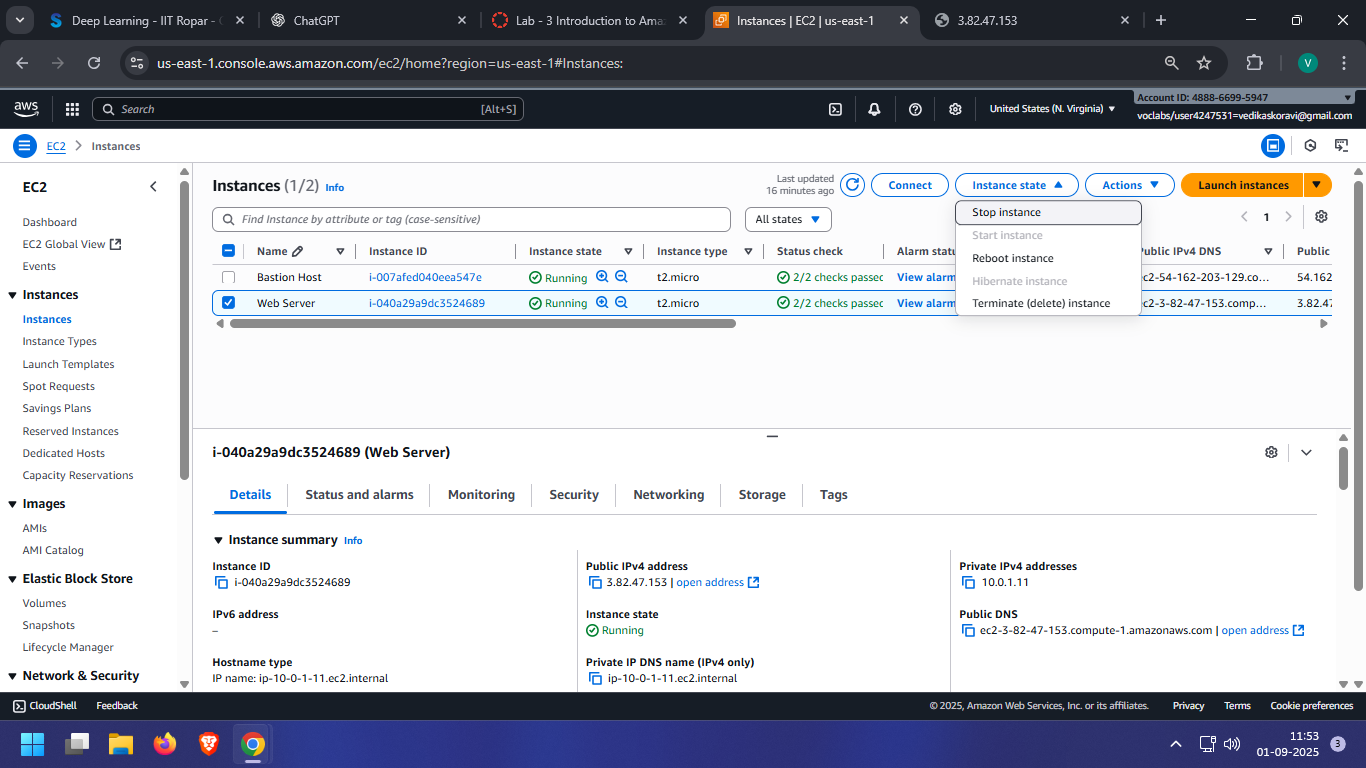 Deep Learning - IIT Ropar - C
ChatGPT
Lab - 3 Introduction to Amaz
Instances | EC2 | us-east-1
3.82.47.153
us-east-1.console.aws.amazon.com/ec2/home?region=us-east-1#Instances:
V
aws
Search
[Alt+S]
United States (N. Virginia)
Account ID: 4888-6699-5947
voclabs/user4247531=vedikaskoravi@gmail.com
EC2
Instances
EC2
Dashboard
EC2 Global View
Events
Instances
Instances
Instance Types
Launch Templates
Spot Requests
Savings Plans
Reserved Instances
Dedicated Hosts
Capacity Reservations
Images
AMIs
AMI Catalog
Elastic Block Store
Volumes
Snapshots
Lifecycle Manager
Network & Security
Instances (1/2) Info
Last updated
16 minutes ago
Connect
Instance state
Actions
Launch instances
Find Instance by attribute or tag (case-sensitive)
All states
1
Stop instance
Start instance
Reboot instance
Hibernate instance
Terminate (delete) instance
Name
Instance ID
Instance state
Instance type
Status check
Alarm statu
Public IPv4 DNS
Public
Bastion Host
i-007afed040eea547e
Running
t2.micro
2/2 checks passec
View alarm
ec2-54-162-203-129.co...
54.162
Web Server
i-040a29a9dc3524689
Running
t2.micro
2/2 checks passec
View alarm
ec2-3-82-47-153.comp...
3.82.47
i-040a29a9dc3524689 (Web Server)
Details
Status and alarms
Monitoring
Security
Networking
Storage
Tags
Instance summary Info
Instance ID
i-040a29a9dc3524689
Public IPv4 address
3.82.47.153 | open address
Private IPv4 addresses
10.0.1.11
IPv6 address
–
Instance state
Running
Public DNS
ec2-3-82-47-153.compute-1.amazonaws.com | open address
Hostname type
IP name: ip-10-0-1-11.ec2.internal
Private IP DNS name (IPv4 only)
ip-10-0-1-11.ec2.internal
CloudShell
Feedback
© 2025, Amazon Web Services, Inc. or its affiliates.
Privacy
Terms
Cookie preferences
11:53
01-09-2025
3